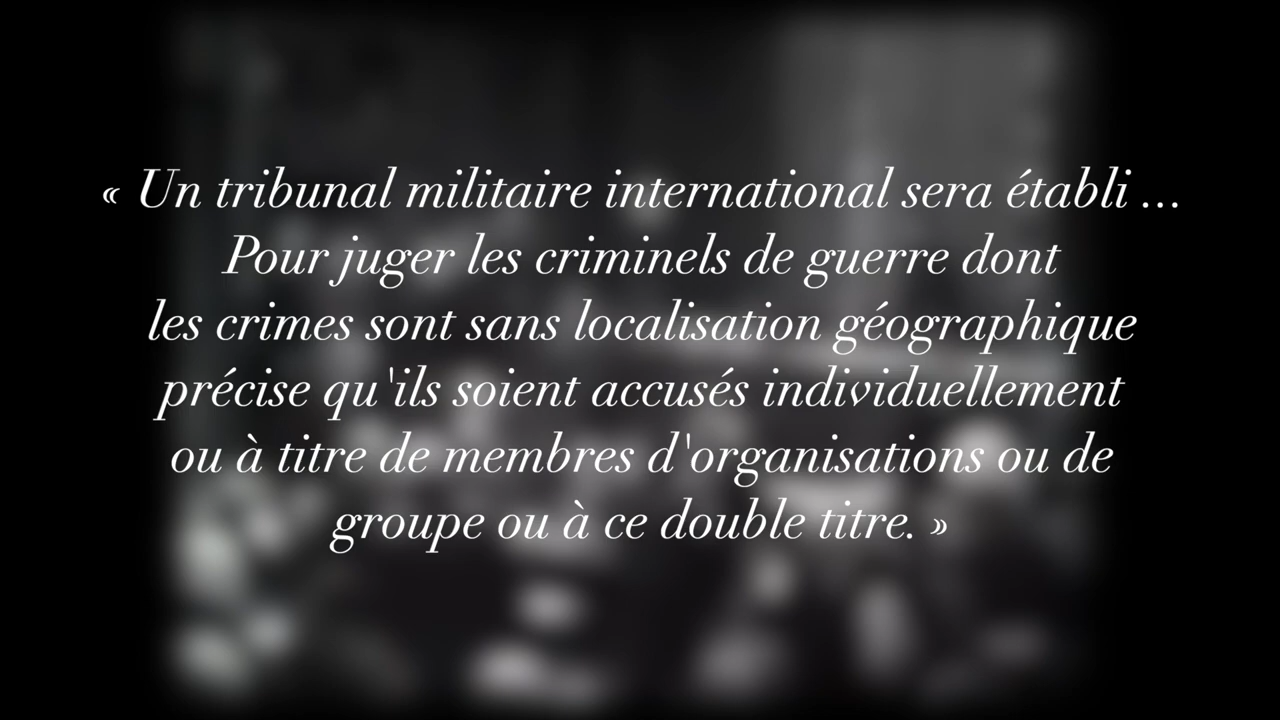 « Un tribunal militaire international sera établi ...
Pour juger les criminels de guerre dont
les crimes sont sans localisation géographique
précise qu'ils soient accusés individuellement
ou à titre de membres d'organisations ou de
groupe ou à ce double titre. »